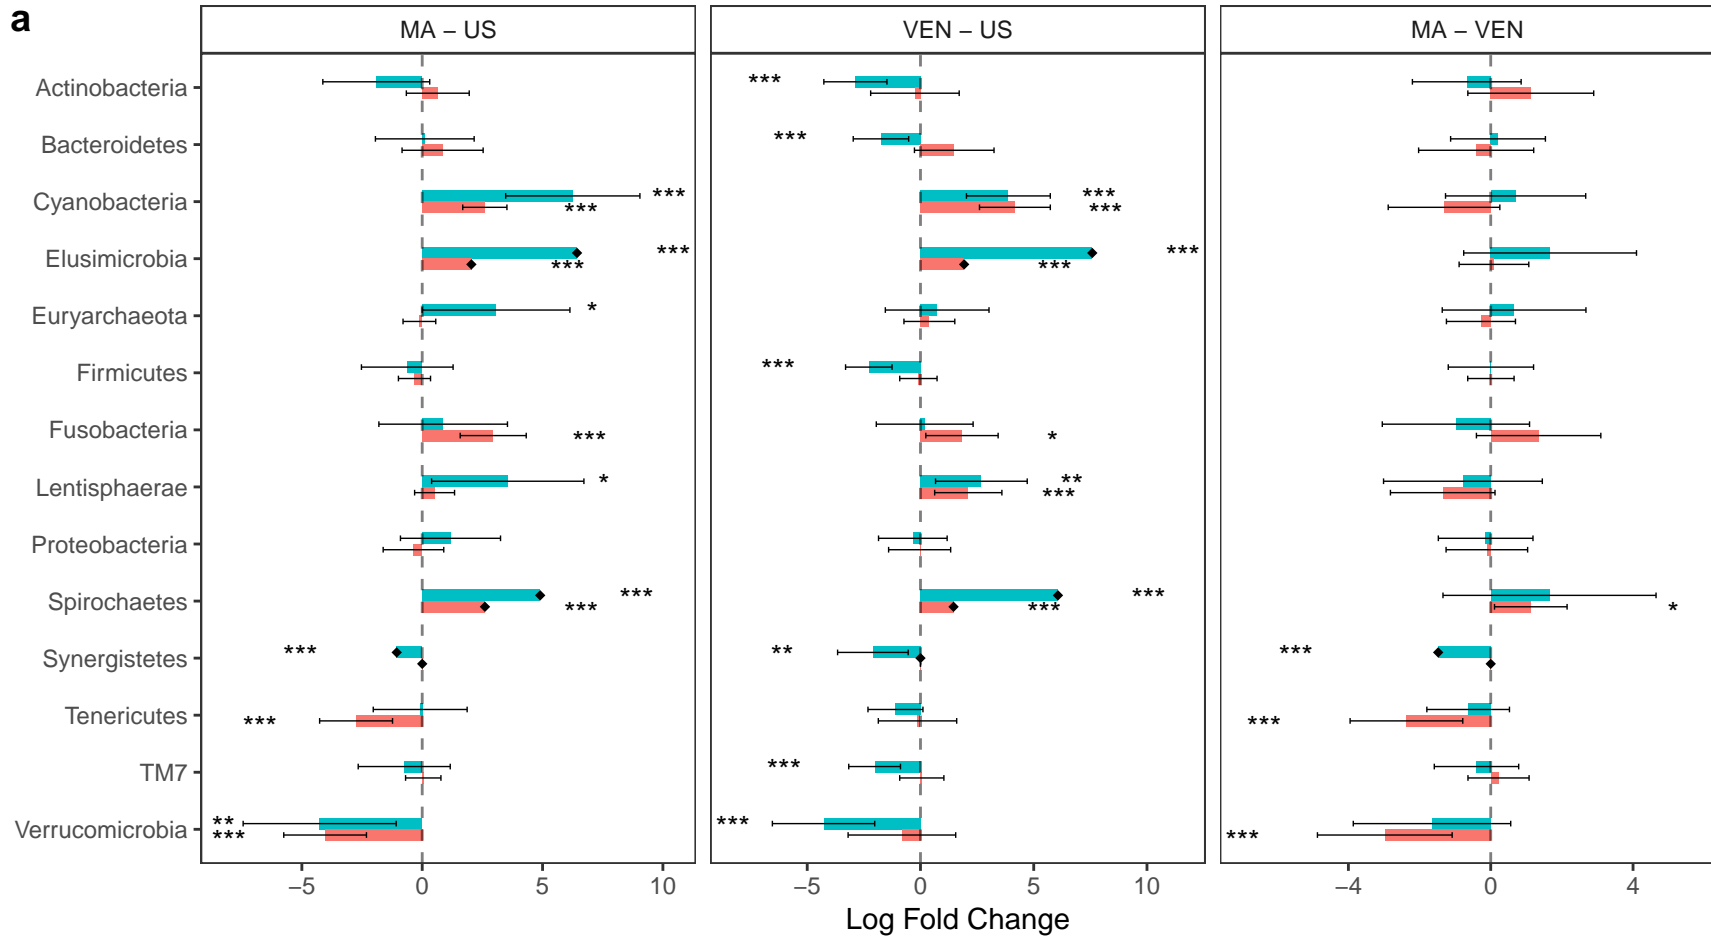 a
MA – US VEN – US MA – VEN
Actinobacteria ***
Bacteroidetes ***
Cyanobacteria *** ***
*** ***
Elusimicrobia *** ***
*** ***
Euryarchaeota *
Firmicutes ***
Fusobacteria *** *
Lentisphaerae * **
***
Proteobacteria
Spirochaetes *** ***
*** *** *
Synergistetes *** ** ***
Tenericutes *** ***
TM7 ***
Verrucomicrobia ** ***
*** ***
−5 0 5 10 −5 0 5 10 −4 0 4
Log Fold Change